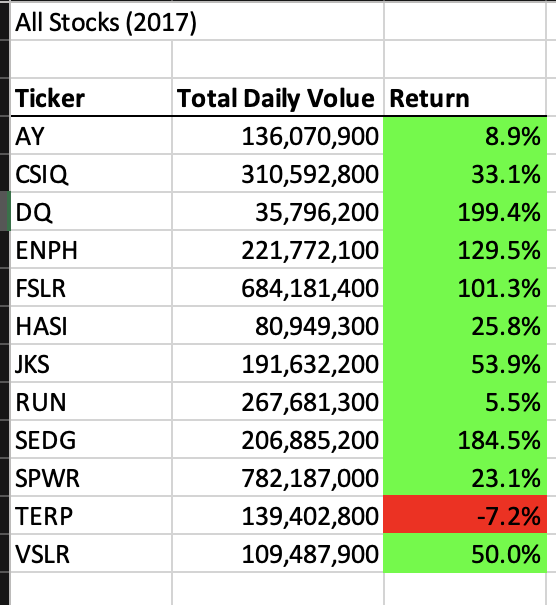 All Stocks (2017)
Ticker Total Daily Volue Return
AY 136,070,900 8.9%
CSIQ 310,592,800 33.1%
DQ 35,796,200 199.4%
ENPH 221,772,100 129.5%
FSLR 684,181,400 101.3%
HASI 80,949,300 25.8%
JKS 191,632,200 53.9%
RUN 267,681,300 5.5%
SEDG 206,885,200 184.5%
SPWR 782,187,000 23.1%
TERP 139,402,800 -7.2%
VSLR 109,487,900 50.0%